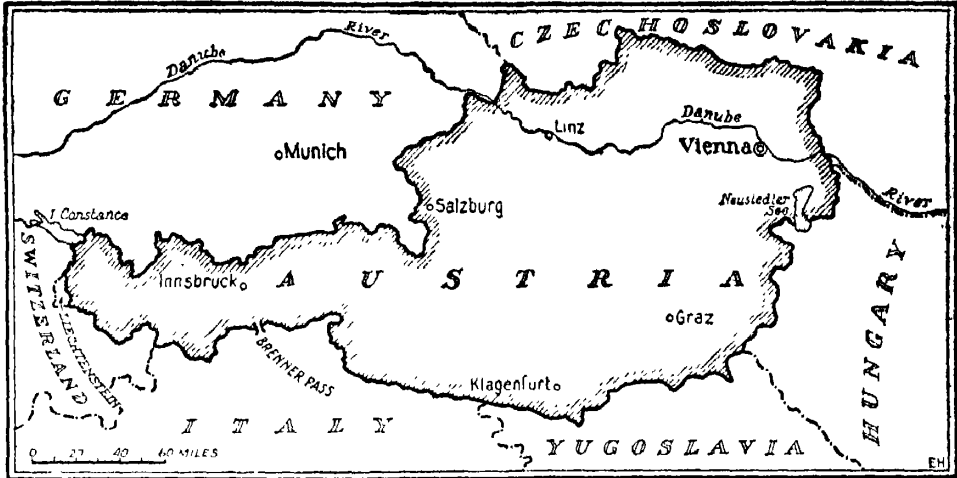 CZECHOSLOVAKIA
River
Danube
GERMANY
Danube
Linz
Vienna
Munich
Neusiedler
See
River
Salzburg
l Constance
SWITZERLAND
LIECHTENSTEIN
Innsbruck
AUSTRIA
Graz
HUNGARY
BRENNER PASS
Klagenfurt
ITALY
YUGOSLAVIA
0 20 40 60 MILES
EH